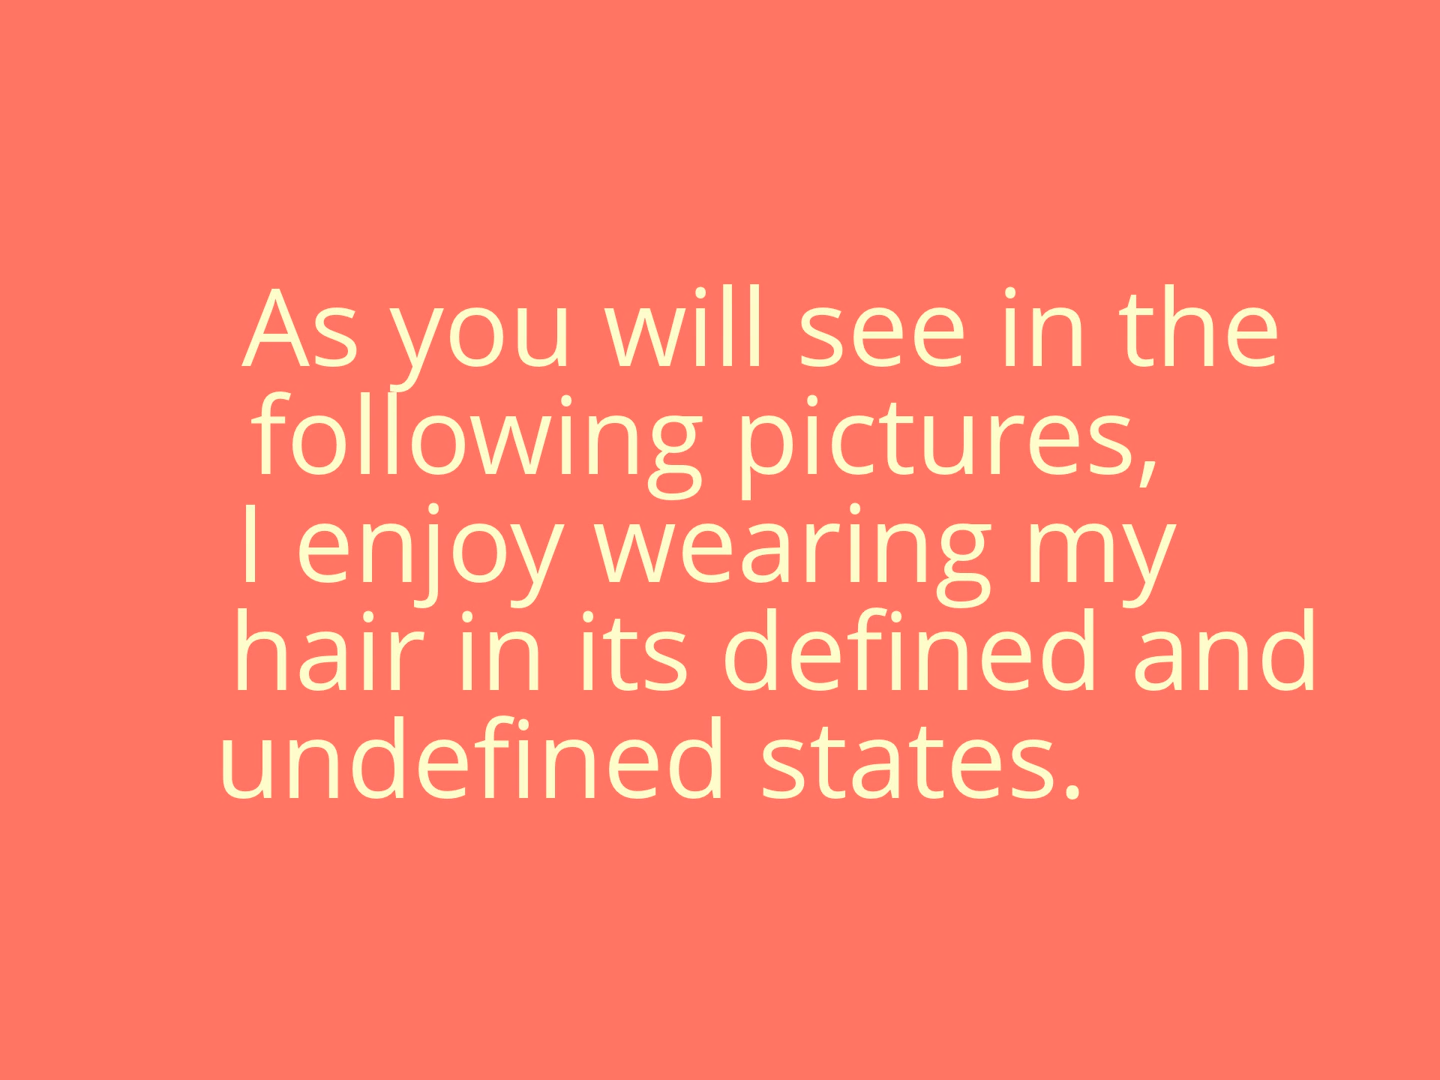 As you will see in the
following pictures,
I enjoy wearing my
hair in its defined and
undefined states.